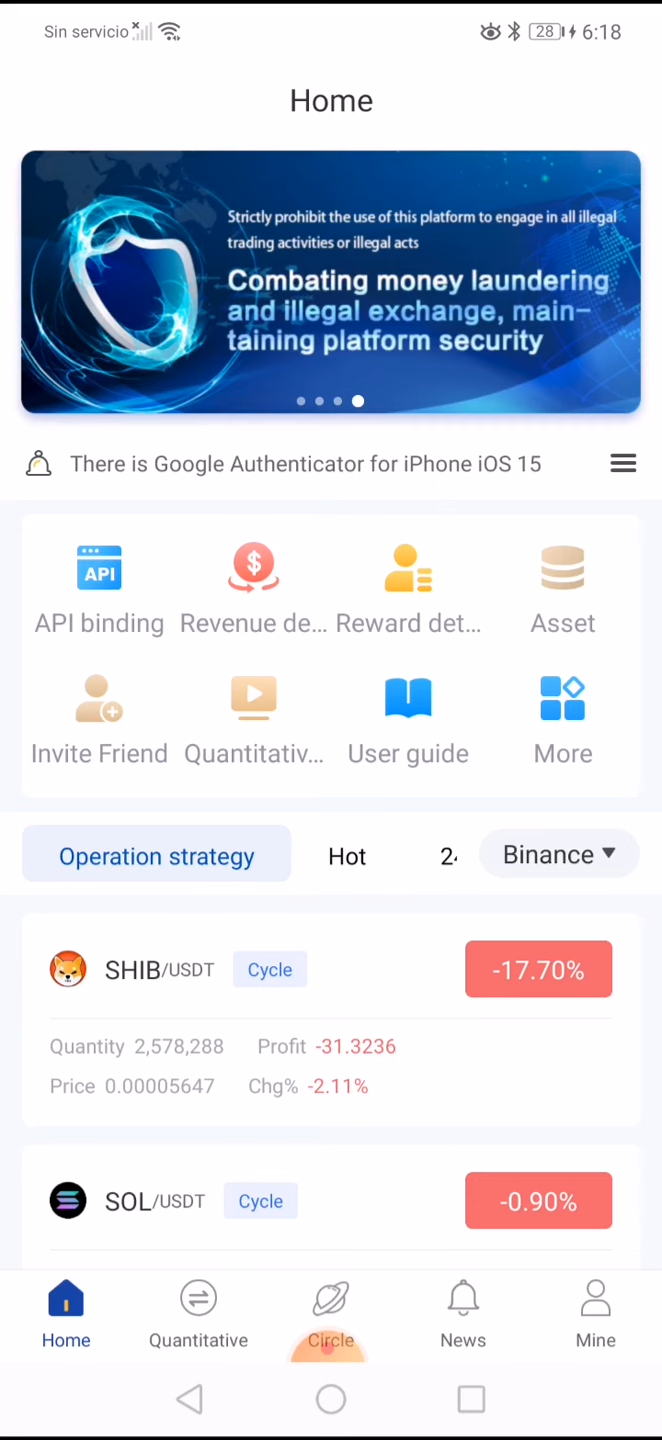 Sin servicio
28
6:18
Home
Strictly prohibit the use of this platform to engage in all illegal
trading activities or illegal acts
Combating money laundering
and illegal exchange, main-
taining platform security
There is Google Authenticator for iPhone iOS 15
API
API binding
Revenue de...
Reward det...
Asset
Invite Friend
Quantitativ...
User guide
More
Operation strategy
Hot
Binance
SHIB/USDT
Cycle
-17.70%
Quantity 2,578,288
Profit -31.3236
Price 0.00005647
Chg% -2.11%
SOL/USDT
Cycle
-0.90%
Home
Quantitative
Circle
News
Mine